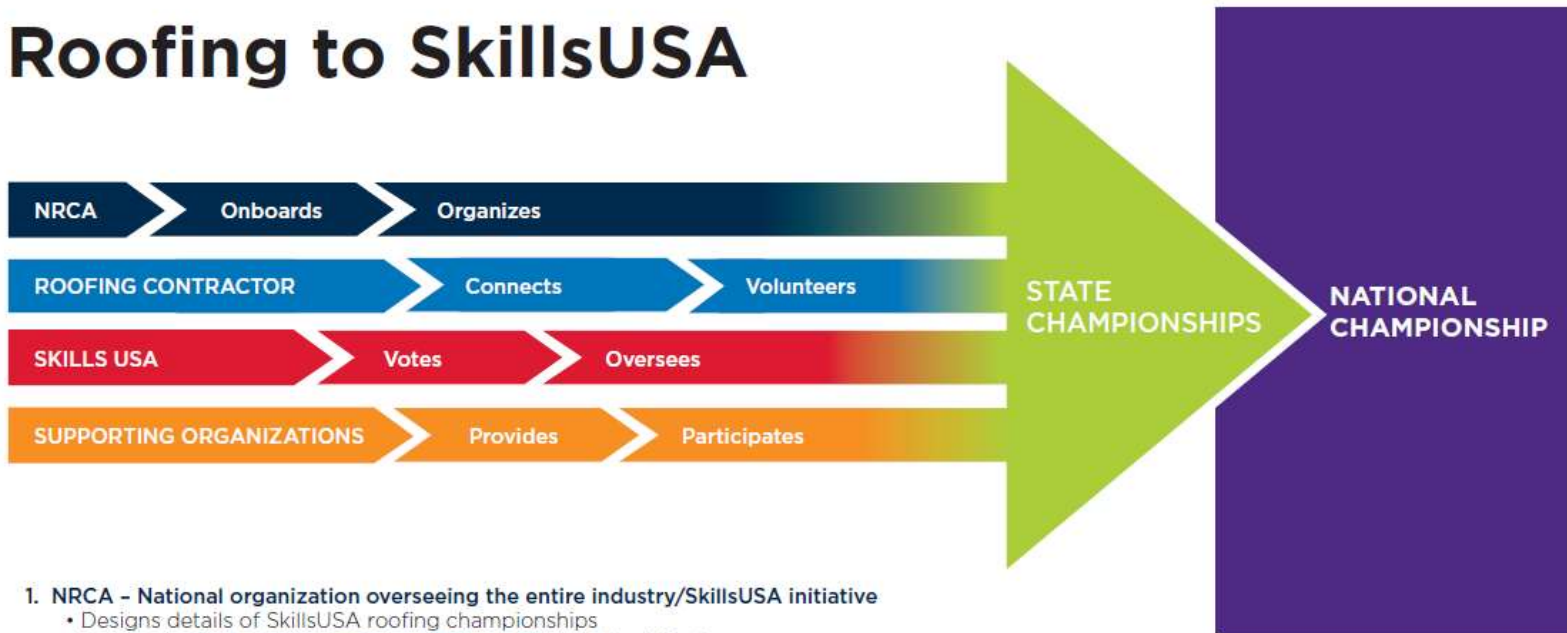 Roofing to SkillsUSA
NRCA Onboards Organizes
ROOFING CONTRACTOR Connects Volunteers
SKILLS USA Votes Oversees
SUPPORTING ORGANIZATIONS Provides Participates
STATE
CHAMPIONSHIPS
NATIONAL
CHAMPIONSHIP
1. NRCA – National organization overseeing the entire industry/SkillsUSA initiative
• Designs details of SkillsUSA roofing championships